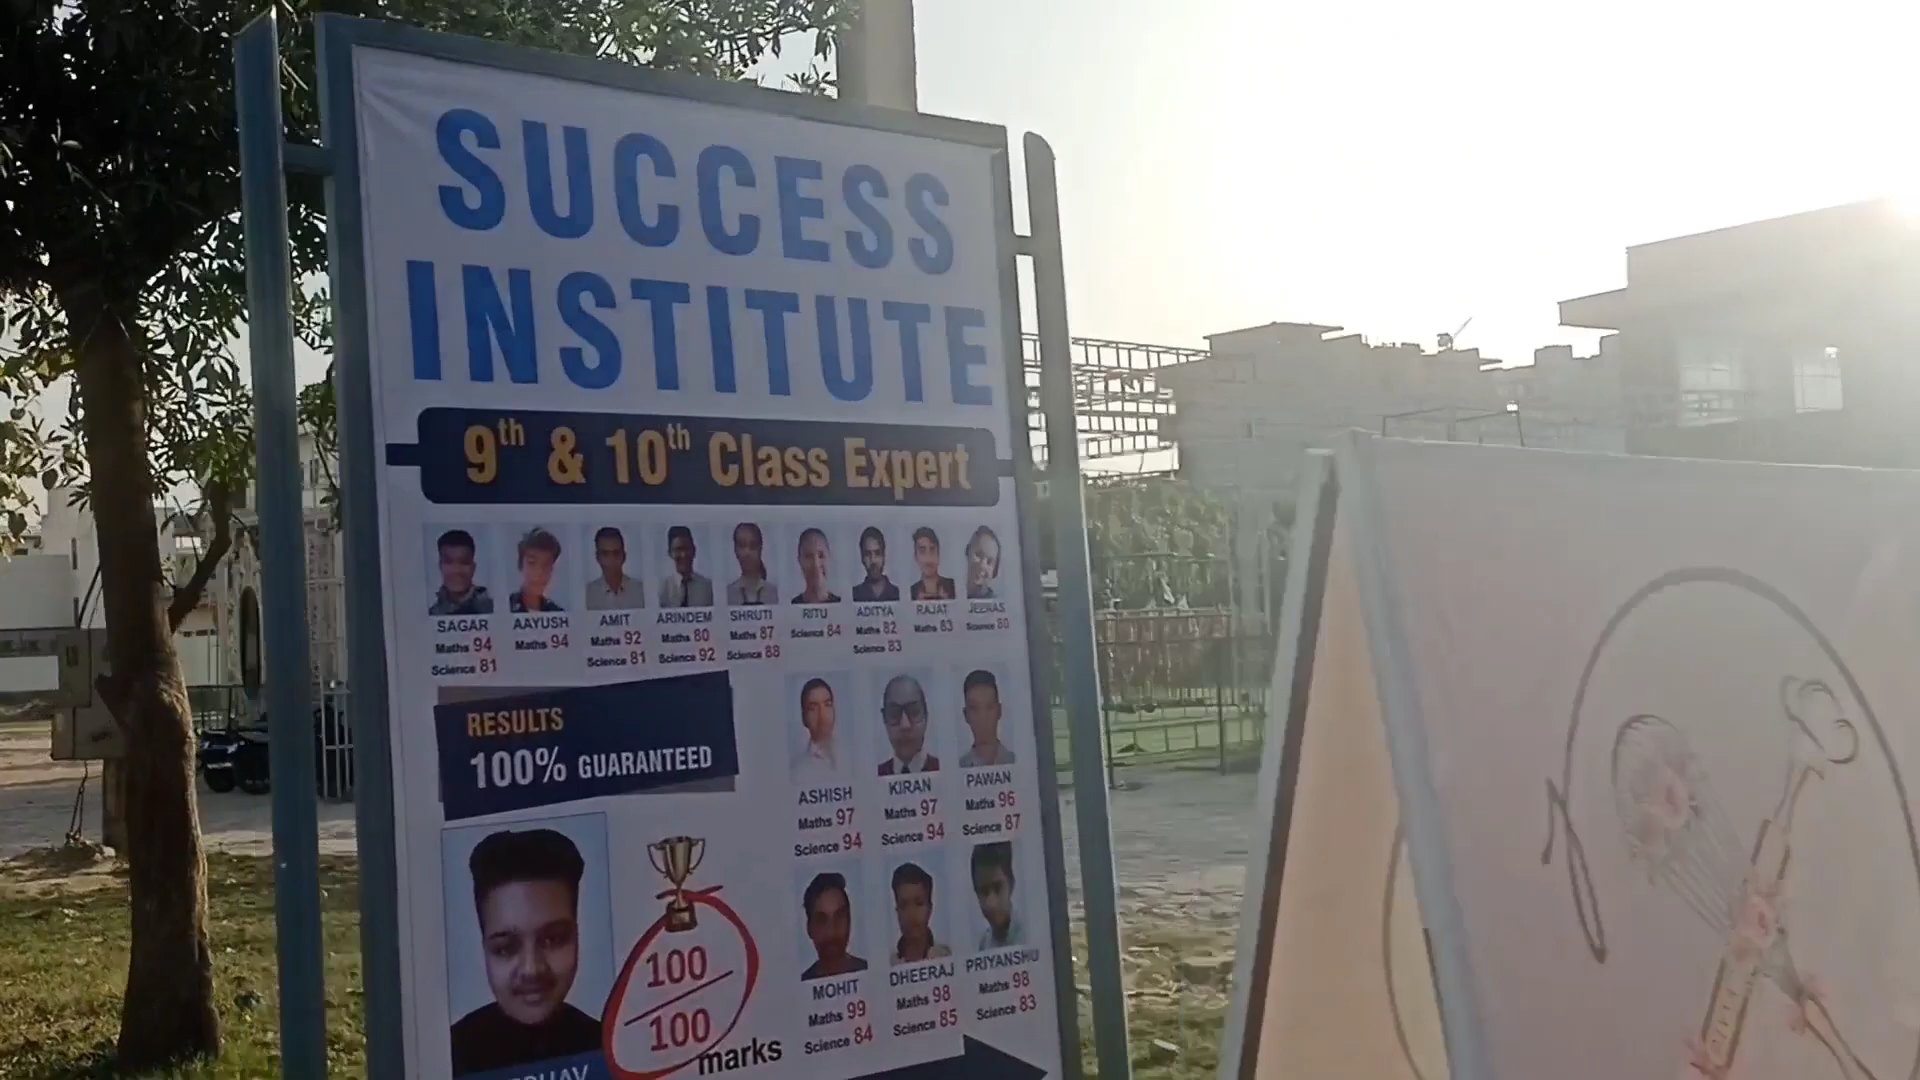 SUCCESS
INSTITUTE
9th & 10th Class Expert
SAGAR
Maths 94
Science 81
AAYUSH
Maths 94
AMIT
Maths 92
Science 81
ARINDEM
Maths 80
Science 92
SHRUTI
Maths 87
Science 88
RITU
Science 84
ADITYA
Maths 82
Science 83
RAJAT
Maths 83
JEERAS
Science 80
RESULTS
100% GUARANTEED
ASHISH
Maths 97
Science 94
KIRAN
Maths 97
Science 94
PAWAN
Maths 96
Science 87
100
100
marks
MOHIT
Maths 99
Science 84
DHEERAJ
Maths 98
Science 85
PRIYANSHU
Maths 98
Science 83